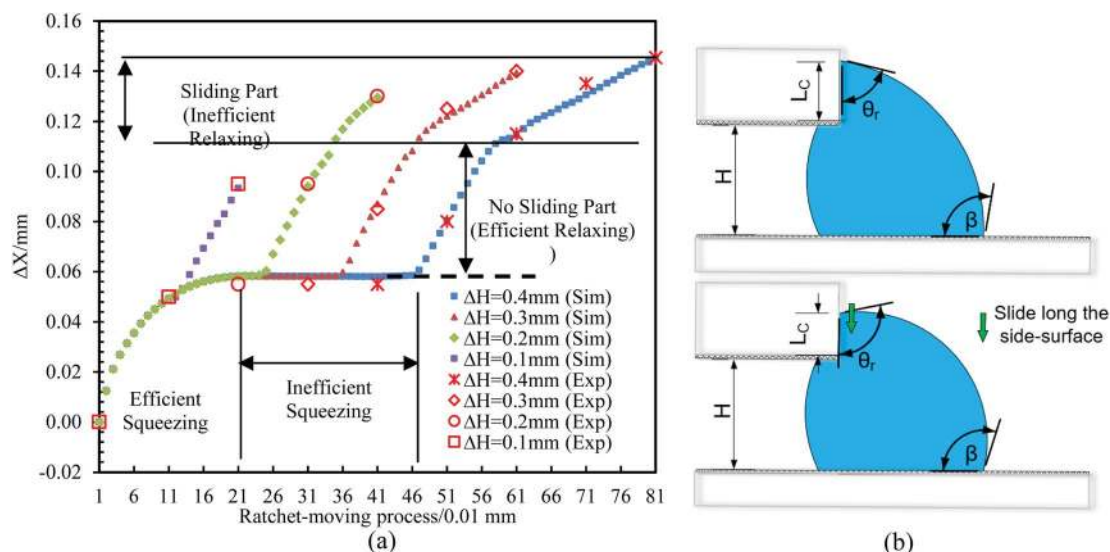 0.16
0.14
0.12
0.10
0.08
0.06
0.04
0.02
0.00
-0.02
ΔX/mm
Sliding Part
(Inefficient
Relaxing)
No Sliding Part
(Efficient Relaxing)
)
Efficient
Squeezing
Inefficient
Squeezing
ΔH=0.4mm (Sim)
ΔH=0.3mm (Sim)
ΔH=0.2mm (Sim)
ΔH=0.1mm (Sim)
ΔH=0.4mm (Exp)
ΔH=0.3mm (Exp)
ΔH=0.2mm (Exp)
ΔH=0.1mm (Exp)
1 6 11 16 21 26 31 36 41 46 51 56 61 66 71 76 81
Ratchet-moving process/0.01 mm
(a)
LC
θr
H
β
Slide long the
side-surface
LC
θr
H
β
(b)